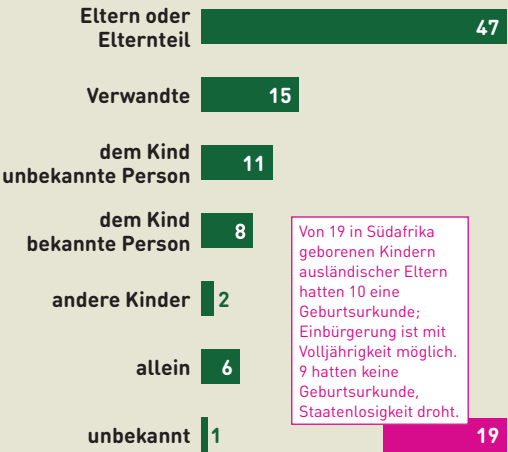 Eltern oder
Elternteil
47
Verwandte
15
dem Kind
unbekannte Person
11
dem Kind
bekannte Person
8
andere Kinder
2
allein
6
unbekannt
1
Von 19 in Südafrika
geborenen Kindern
ausländischer Eltern
hatten 10 eine
Geburtsurkunde;
Einbürgerung ist mit
Volljährigkeit möglich.
9 hatten keine
Geburtsurkunde,
Staatenlosigkeit droht.
19